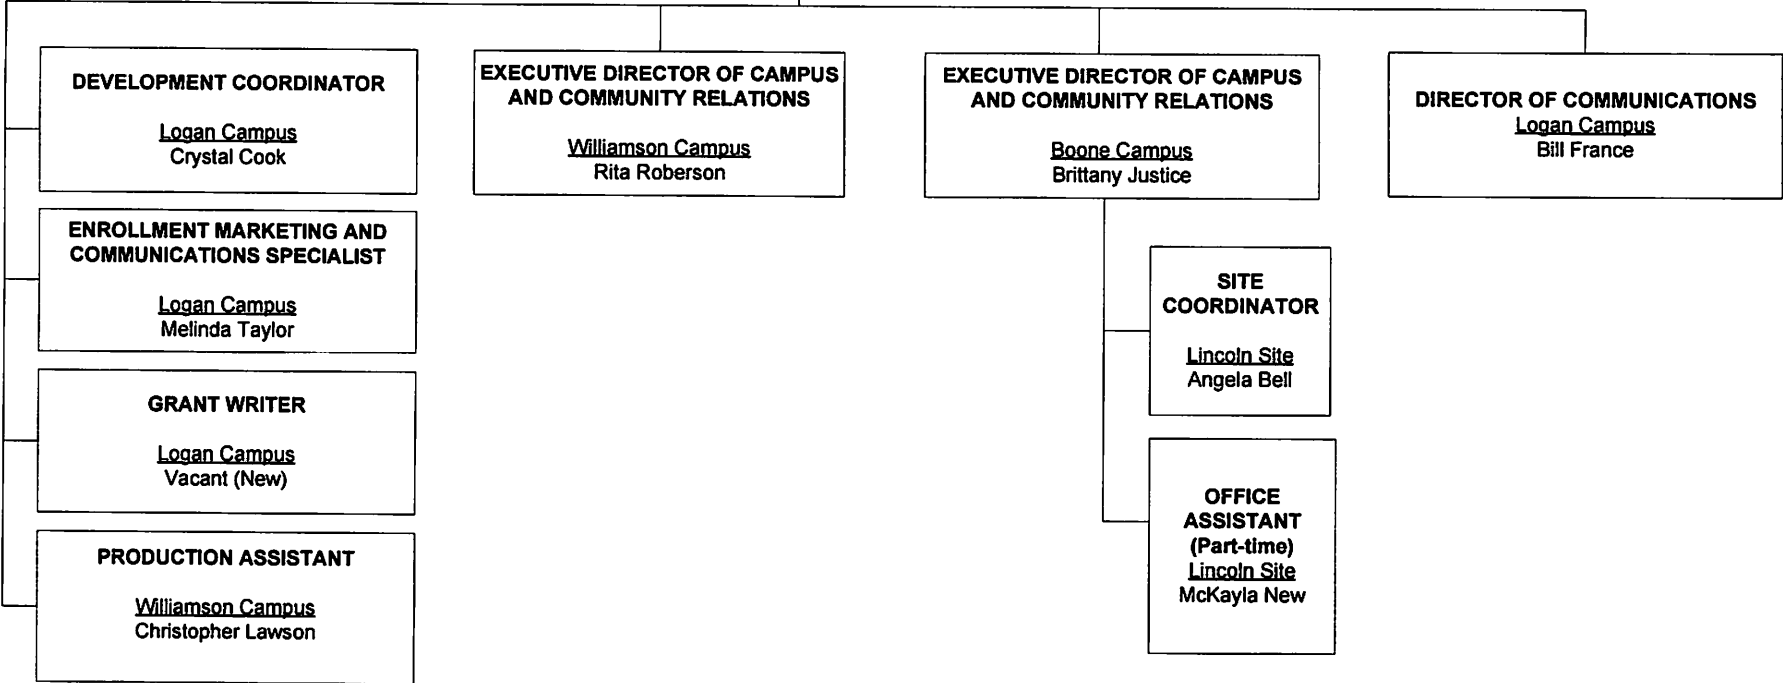 DEVELOPMENT COORDINATOR
Logan Campus
Crystal Cook
ENROLLMENT MARKETING AND
COMMUNICATIONS SPECIALIST
Logan Campus
Melinda Taylor
GRANT WRITER
Logan Campus
Vacant (New)
PRODUCTION ASSISTANT
Williamson Campus
Christopher Lawson
EXECUTIVE DIRECTOR OF CAMPUS
AND COMMUNITY RELATIONS
Williamson Campus
Rita Roberson
EXECUTIVE DIRECTOR OF CAMPUS
AND COMMUNITY RELATIONS
Boone Campus
Brittany Justice
SITE
COORDINATOR
Lincoln Site
Angela Bell
OFFICE
ASSISTANT
(Part-time)
Lincoln Site
McKayla New
DIRECTOR OF COMMUNICATIONS
Logan Campus
Bill France